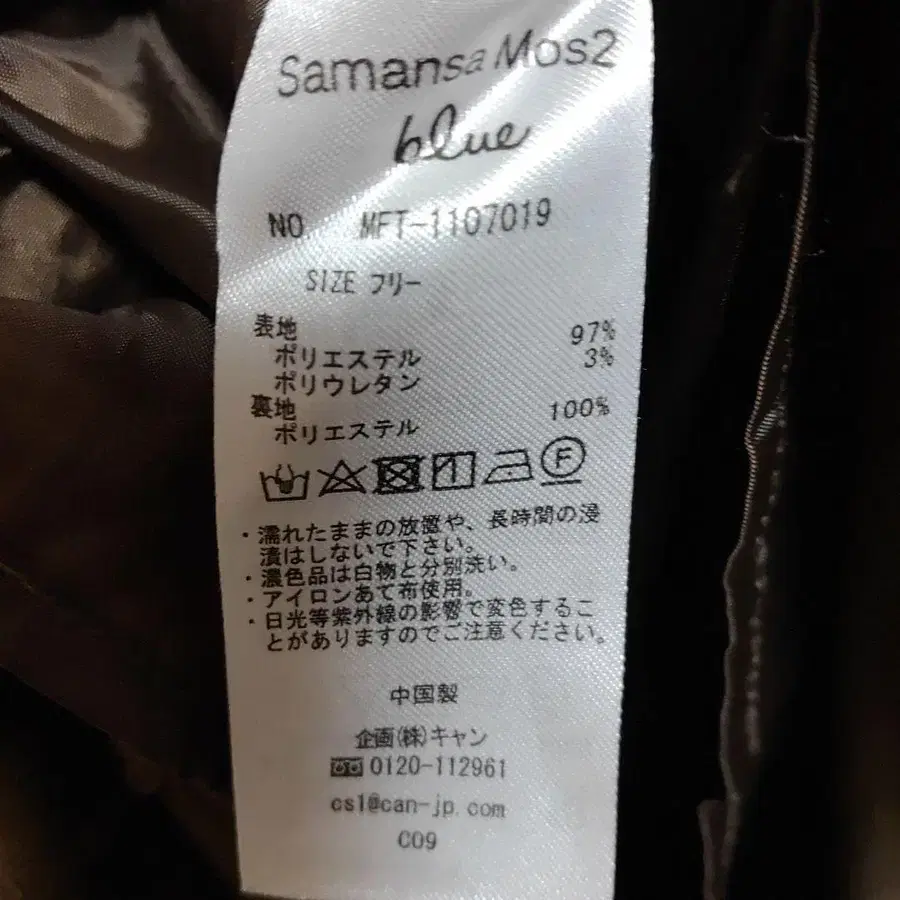 Samansa Mos2
blue
NO. MFT-1107019
SIZE フリー
表地
ポリエステル 97%
ポリウレタン 3%
裏地
ポリエステル 100%
F
・濡れたままの放置や、長時間の浸
漬はしないで下さい。
・濃色品は白物と分別洗い。
・アイロンあて布使用。
・日光等紫外線の影響で変色するこ
とがありますのでご注意ください。
中国製
企画(株)キャン
0120-112961
cs1@can-jp.com
C09